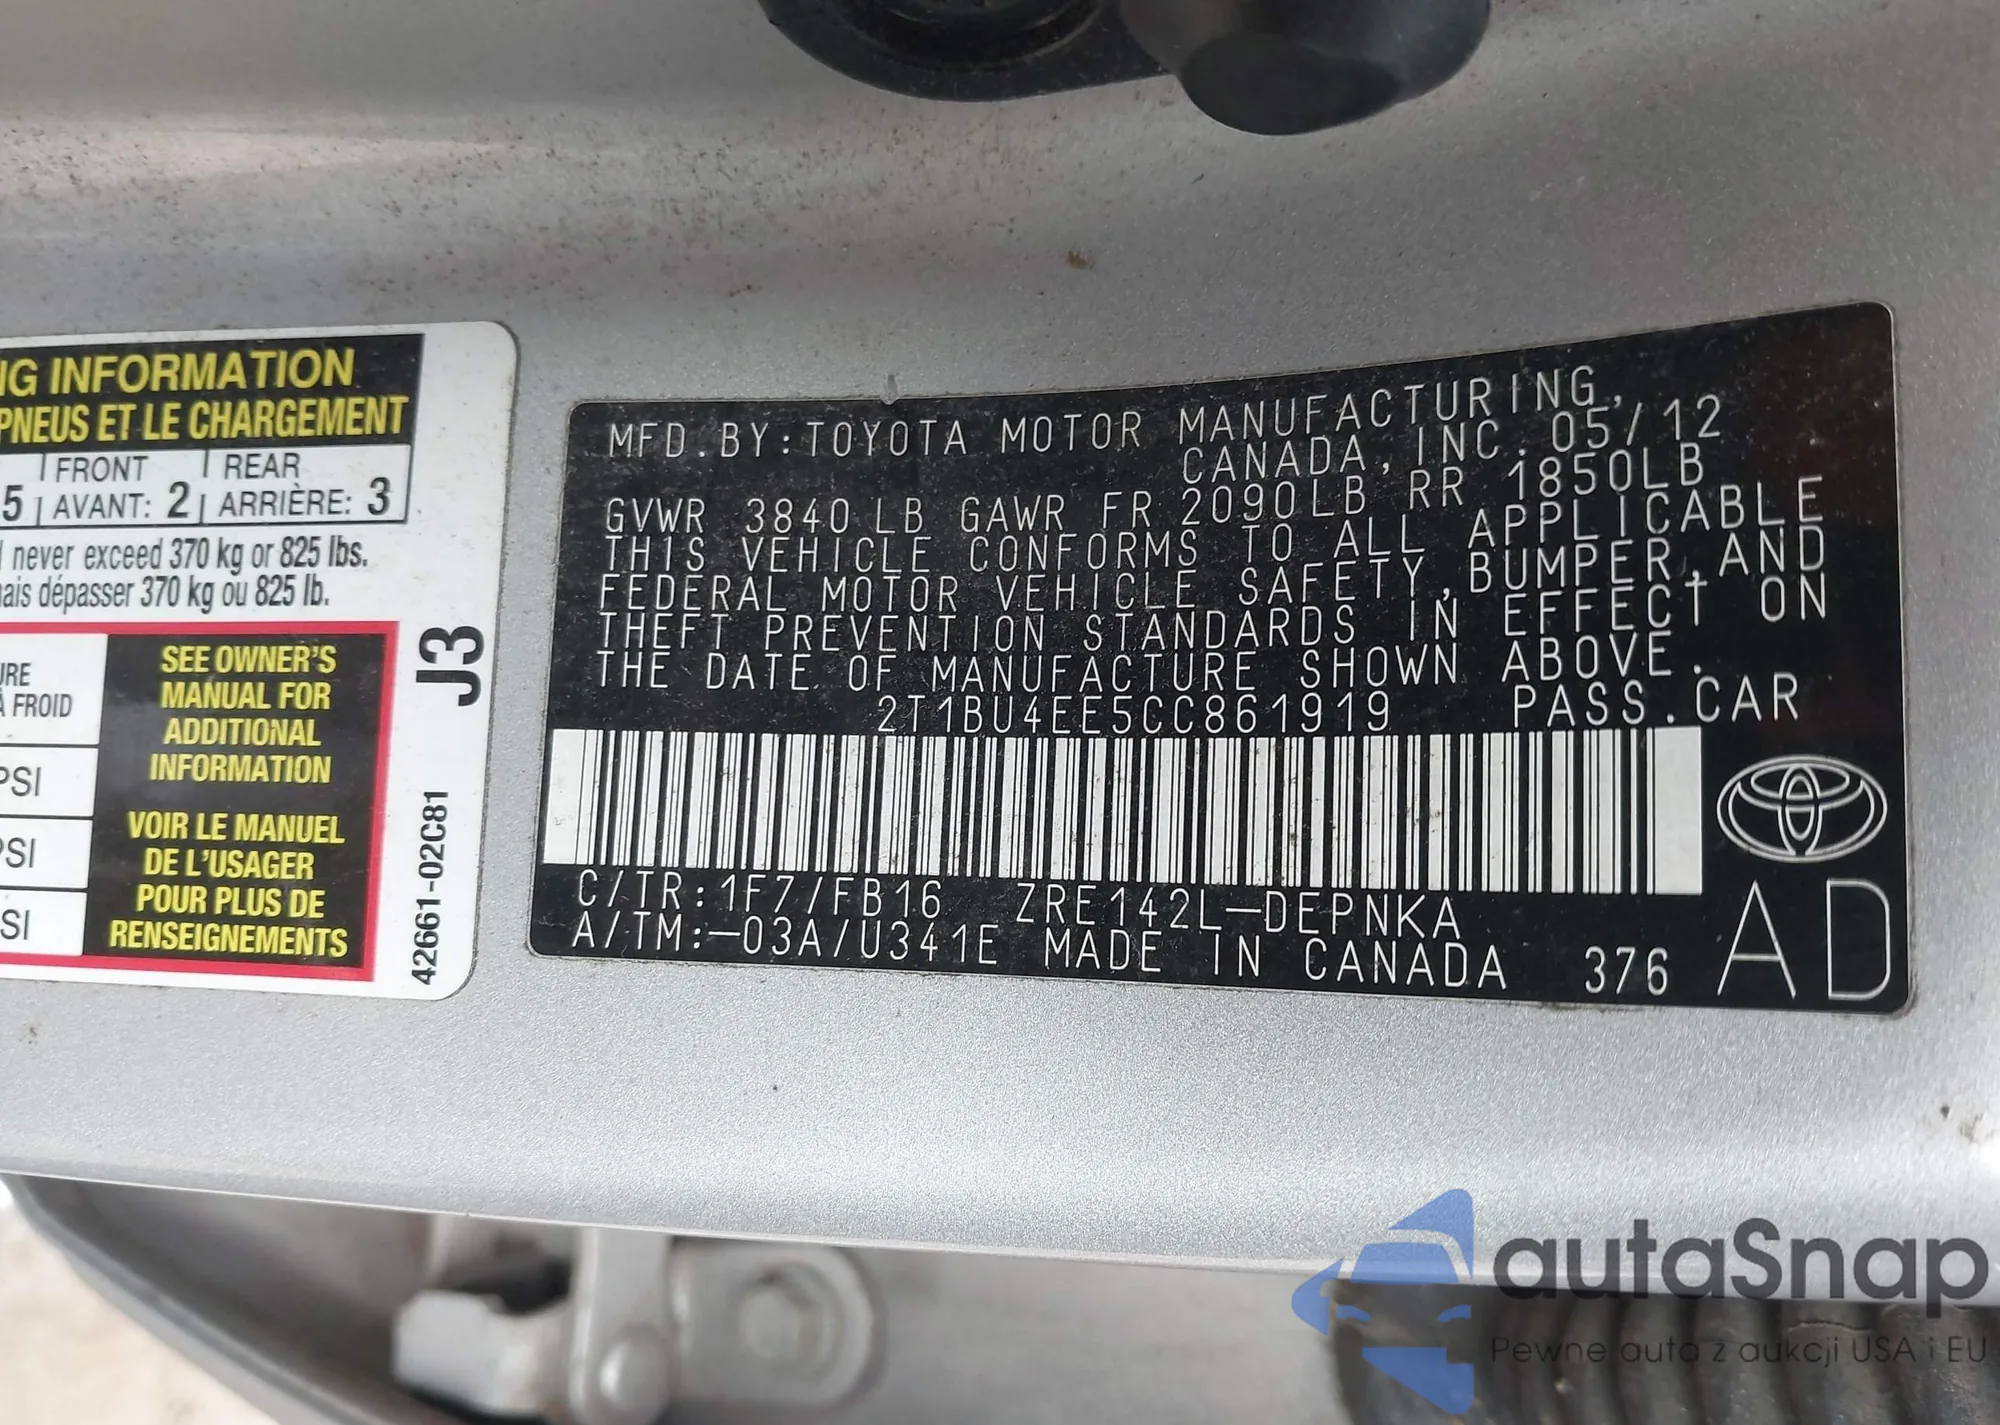 NG INFORMATION
PNEUS ET LE CHARGEMENT
5 FRONT AVANT: 2 REAR ARRIÈRE: 3
never exceed 370 kg or 825 lbs.
ais dépasser 370 kg ou 825 lb.
URE
À FROID
PSI
PSI
SI
SEE OWNER'S
MANUAL FOR
ADDITIONAL
INFORMATION
VOIR LE MANUEL
DE L'USAGER
POUR PLUS DE
RENSEIGNEMENTS
J3
42661-02C81
MFD.BY:TOYOTA MOTOR MANUFACTURING,
CANADA,INC.05/12
GVWR 3840LB GAWR FR 2090LB RR 1850LB
THIS VEHICLE CONFORMS TO ALL APPLICABLE
FEDERAL MOTOR VEHICLE SAFETY,BUMPER,AND
THEFT PREVENTION STANDARDS IN EFFECT ON
THE DATE OF MANUFACTURE SHOWN ABOVE.
2T1BU4EE5CC861919 PASS.CAR
C/TR:1F7/FB16 ZRE142L-DEPNKA
A/TM:-03A/U341E MADE IN CANADA 376
AD
autaSnap
Pewne auta z aukcji USA i EU